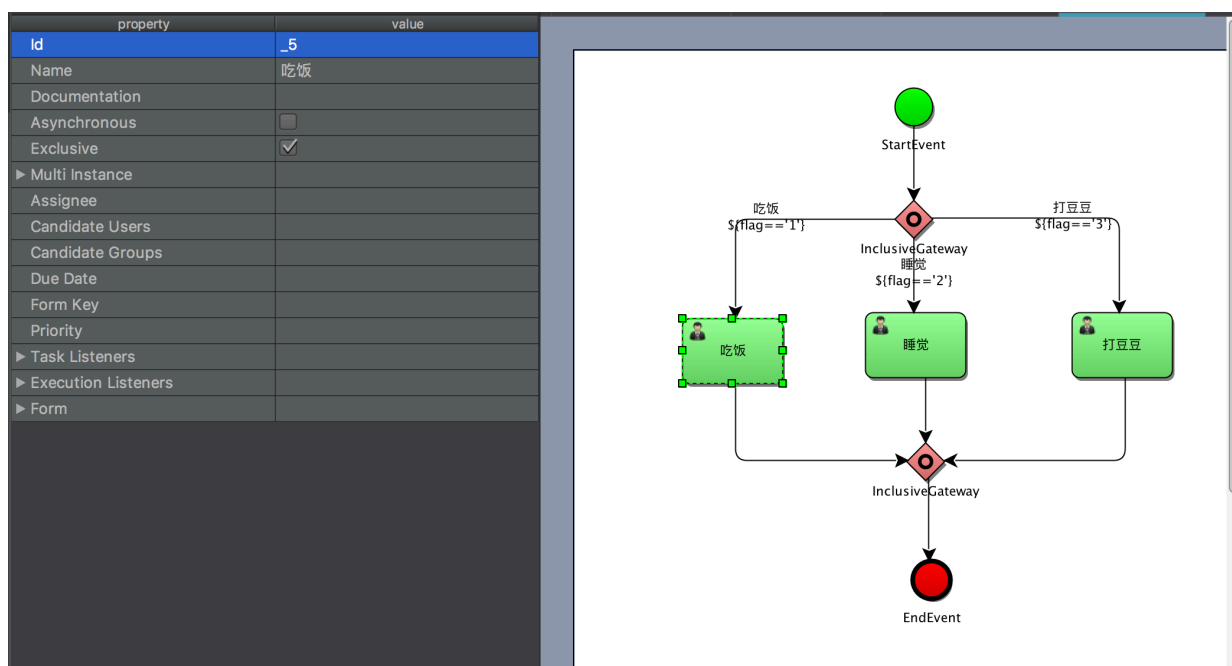 property value
Id _5
Name 吃饭
Documentation
Asynchronous
Exclusive
Multi Instance
Assignee
Candidate Users
Candidate Groups
Due Date
Form Key
Priority
Task Listeners
Execution Listeners
Form
StartEvent
吃饭
${flag=='1'}
打豆豆
${flag=='3'}
InclusiveGateway
睡觉
${flag=='2'}
吃饭
睡觉
打豆豆
InclusiveGateway
EndEvent